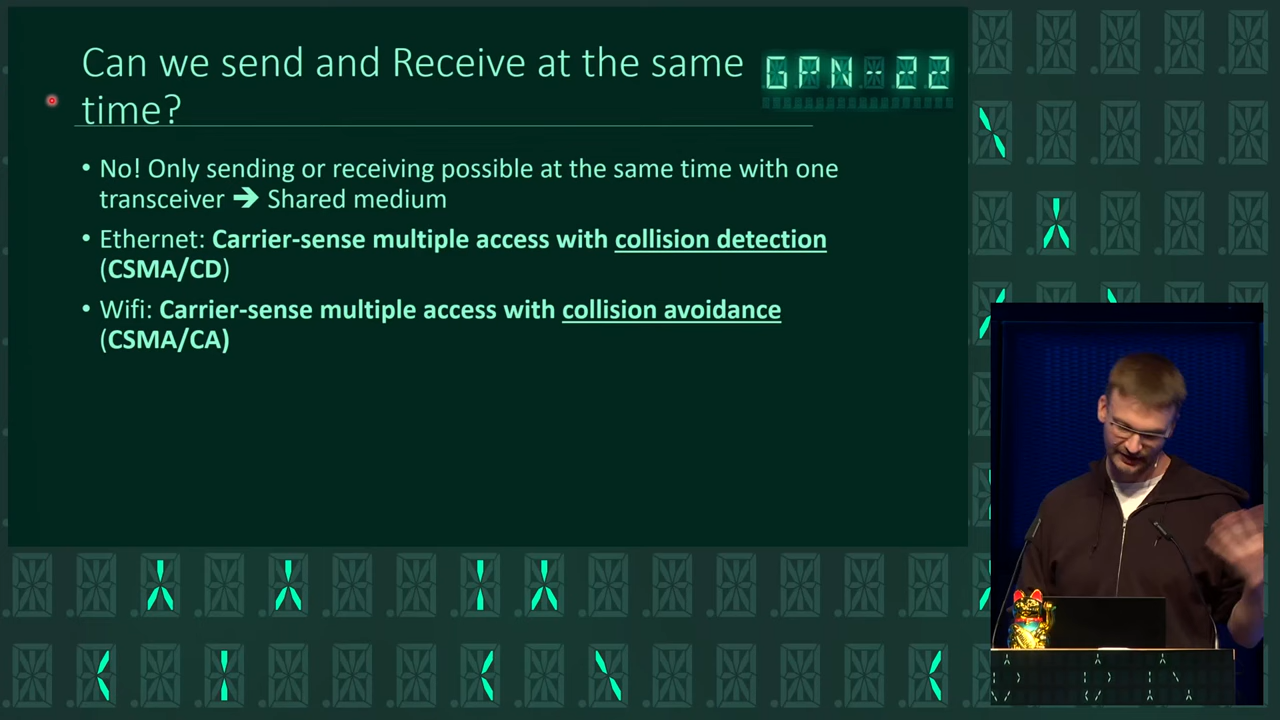 Can we send and Receive at the same
time?
GPN-22
• No! Only sending or receiving possible at the same time with one
transceiver ➔ Shared medium
• Ethernet: Carrier-sense multiple access with collision detection
(CSMA/CD)
• Wifi: Carrier-sense multiple access with collision avoidance
(CSMA/CA)